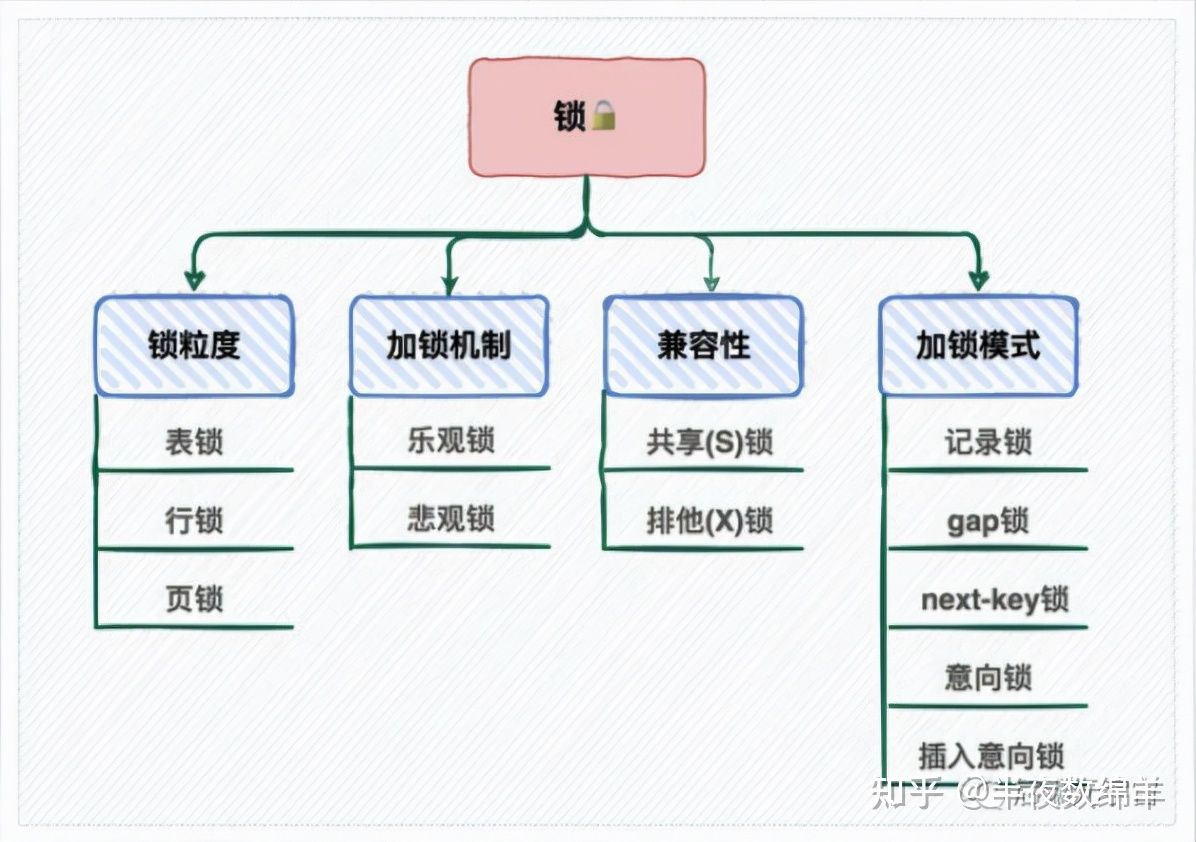 锁🔒
锁粒度
表锁
行锁
页锁
加锁机制
乐观锁
悲观锁
兼容性
共享(S)锁
排他(X)锁
加锁模式
记录锁
gap锁
next-key锁
意向锁
插入意向锁
知乎 @半夜数绵羊